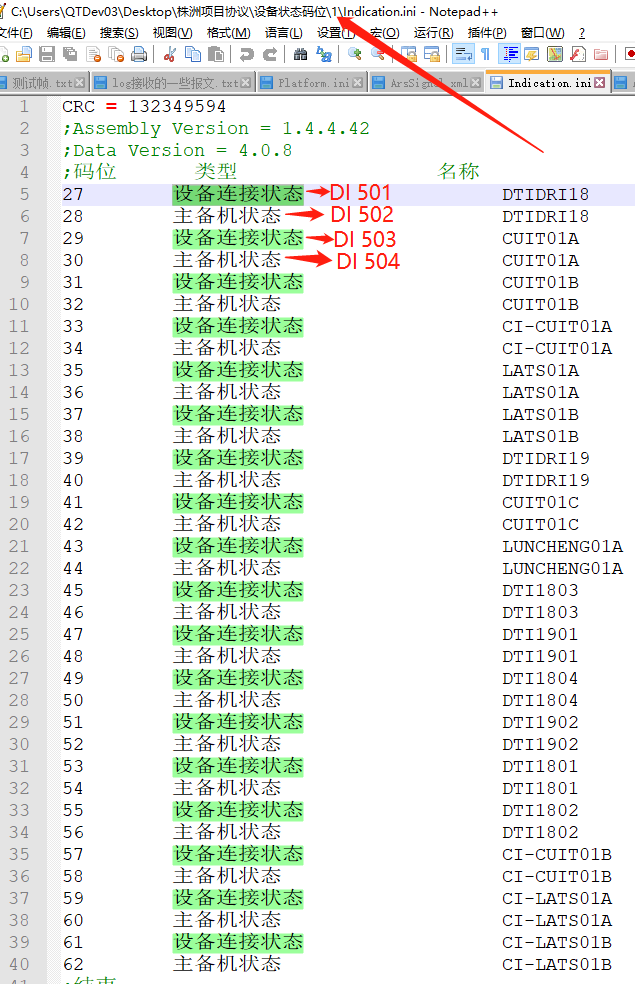 C:\Users\QTDev03\Desktop\株洲项目协议\设备状态码位\1\Indication.ini - Notepad++
文件(F) 编辑(E) 搜索(S) 视图(V) 格式(M) 语言(L) 设置(T) 宏(O) 运行(R) 插件(P) 窗口(W) ?
测试帧.txt log接收的一些报文.txt Platform.ini ArsSignal.xml Indication.ini
1 CRC = 132349594
2 ;Assembly Version = 1.4.4.42
3 ;Data Version = 4.0.8
4 ;码位 类型 名称
5 27 设备连接状态 DI 501 DTIDRI18
6 28 主备机状态 DI 502 DTIDRI18
7 29 设备连接状态 DI 503 CUIT01A
8 30 主备机状态 DI 504 CUIT01A
9 31 设备连接状态 CUIT01B
10 32 主备机状态 CUIT01B
11 33 设备连接状态 CI-CUIT01A
12 34 主备机状态 CI-CUIT01A
13 35 设备连接状态 LATS01A
14 36 主备机状态 LATS01A
15 37 设备连接状态 LATS01B
16 38 主备机状态 LATS01B
17 39 设备连接状态 DTIDRI19
18 40 主备机状态 DTIDRI19
19 41 设备连接状态 CUIT01C
20 42 主备机状态 CUIT01C
21 43 设备连接状态 LUNCHENG01A
22 44 主备机状态 LUNCHENG01A
23 45 设备连接状态 DTI1803
24 46 主备机状态 DTI1803
25 47 设备连接状态 DTI1901
26 48 主备机状态 DTI1901
27 49 设备连接状态 DTI1804
28 50 主备机状态 DTI1804
29 51 设备连接状态 DTI1902
30 52 主备机状态 DTI1902
31 53 设备连接状态 DTI1801
32 54 主备机状态 DTI1801
33 55 设备连接状态 DTI1802
34 56 主备机状态 DTI1802
35 57 设备连接状态 CI-CUIT01B
36 58 主备机状态 CI-CUIT01B
37 59 设备连接状态 CI-LATS01A
38 60 主备机状态 CI-LATS01A
39 61 设备连接状态 CI-LATS01B
40 62 主备机状态 CI-LATS01B